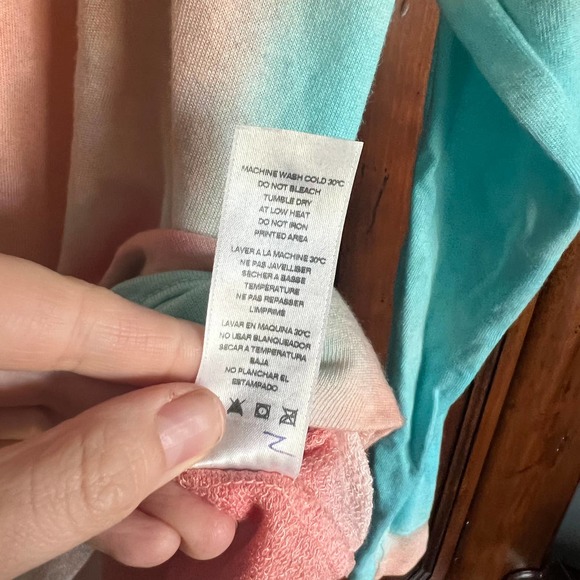 MACHINE WASH COLD 30°C
DO NOT BLEACH
TUMBLE DRY
AT LOW HEAT
DO NOT IRON
PRINTED AREA
LAVER A LA MACHINE 30°C
NE PAS JAVELLISER
SÉCHER A BASSE
TEMPÉRATURE
NE PAS REPASSER
L'IMPRIMÉ
LAVAR EN MAQUINA 30°C
NO USAR BLANQUEADOR
SECAR A TEMPERATURA
BAJA
NO PLANCHAR EL
ESTAMPADO